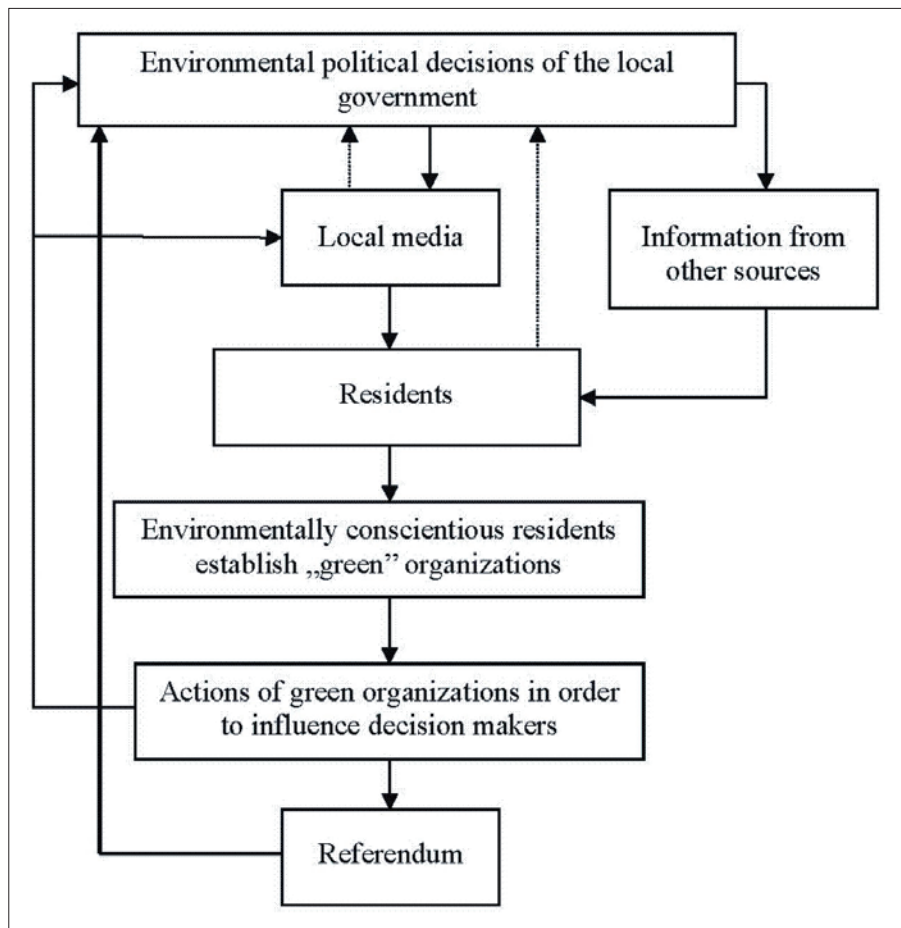 Environmental political decisions of the local
government
Local media
Information from
other sources
Residents
Environmentally conscientious residents
establish „green” organizations
Actions of green organizations in order
to influence decision makers
Referendum